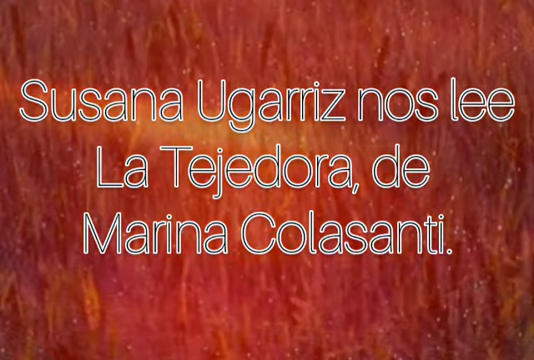 Susana Ugarriz nos lee
La Tejedora, de
Marina Colasanti.